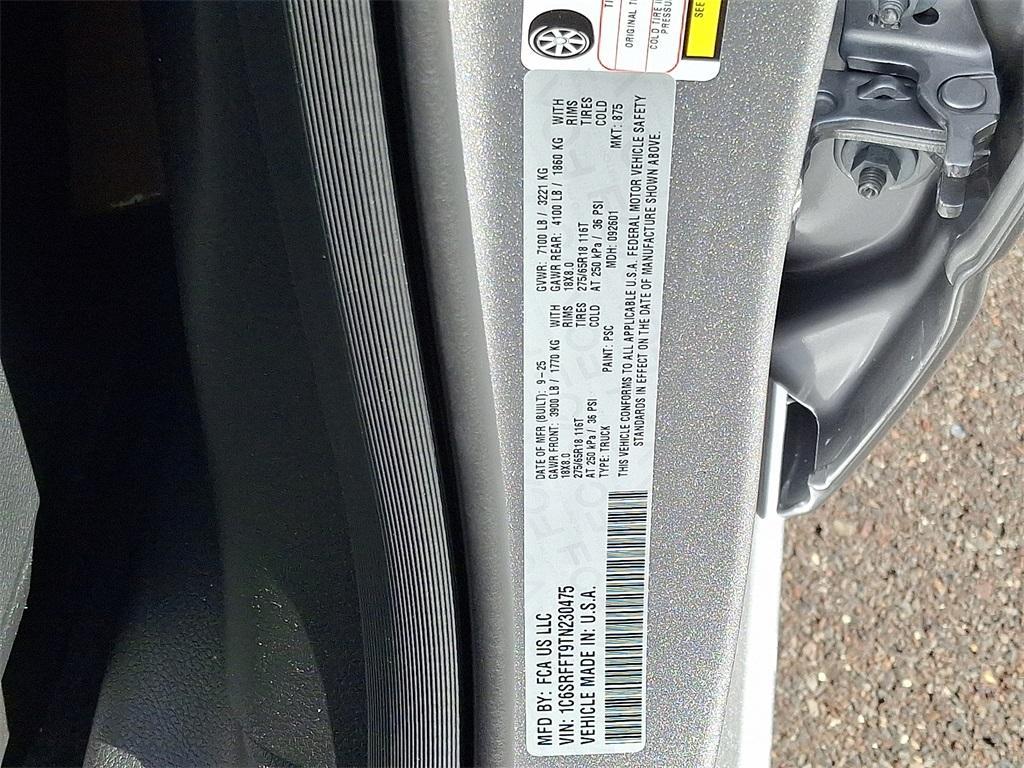 MFD BY: FCA US LLC
VIN: 1C6SRFFT9TN230475
VEHICLE MADE IN: U.S.A.
DATE OF MFR (BUILT): 9-25 GVWR: 7100 LB / 3221 KG
GAWR FRONT: 3900 LB / 1770 KG WITH GAWR REAR: 4100 LB / 1860 KG WITH
18X8.0 RIMS 18X8.0 RIMS
275/65R18 116T TIRES 275/65R18 116T TIRES
AT 250 kPa / 36 PSI COLD AT 250 kPa / 36 PSI COLD
TYPE: TRUCK PAINT: PSC MDH: 092601 MKT: 875
THIS VEHICLE CONFORMS TO ALL APPLICABLE U.S.A. FEDERAL MOTOR VEHICLE SAFETY
STANDARDS IN EFFECT ON THE DATE OF MANUFACTURE SHOWN ABOVE.
ORIGINAL
COLD TIRE
SEE